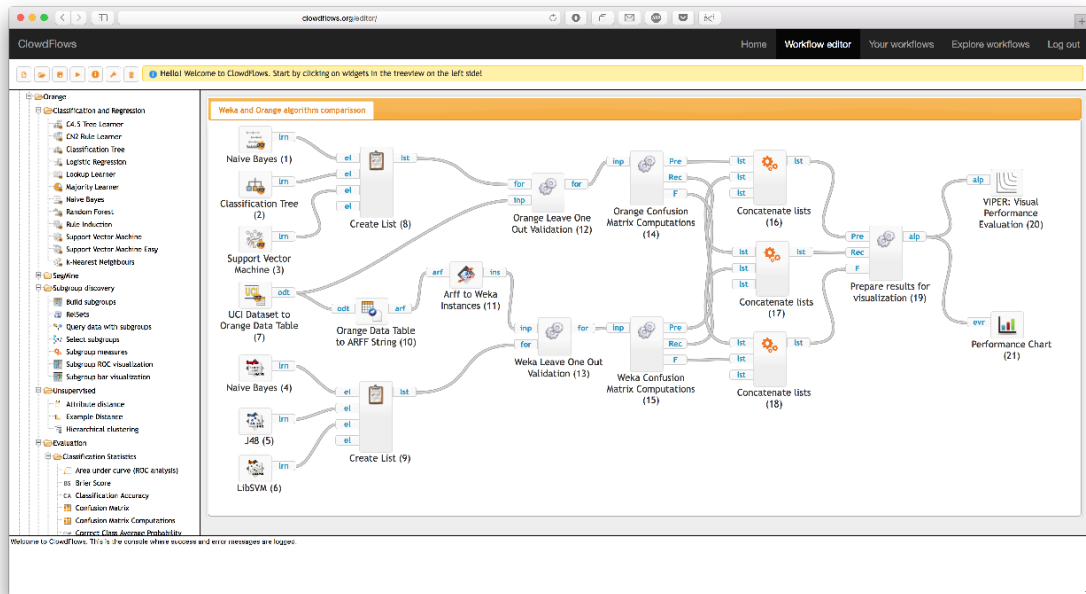 clowdflows.org/editor/
ClowdFlows
Home
Workflow editor
Your workflows
Explore workflows
Log out
Hello! Welcome to ClowdFlows. Start by clicking on widgets in the treeview on the left side!
Orange
Classification and Regression
C4.5 Tree Learner
CN2 Rule Learner
Classification Tree
Logistic Regression
Lookup Learner
Majority Learner
Naive Bayes
Random Forest
Rule Induction
Support Vector Machine
Support Vector Machine Easy
k-Nearest Neighbours
SegMine
Subgroup discovery
Build subgroups
RelSets
Query data with subgroups
Select subgroups
Subgroup measures
Subgroup ROC visualization
Subgroup bar visualization
Unsupervised
Attribute distance
Example Distance
Hierarchical clustering
Evaluation
Classification Statistics
Area under curve (ROC analysis)
BS Brier Score
CA Classification Accuracy
Confusion Matrix
Confusion Matrix Computations
Correct Class Average Probability
Weka and Orange algorithm comparisson
lrn
Naive Bayes (1)
lrn
Classification Tree
(2)
lrn
Support Vector
Machine (3)
UCI
odt
UCI Dataset to
Orange Data Table
(7)
lrn
Naive Bayes (4)
lrn
J48 (5)
lrn
LibSVM (6)
el
el
el
el
lst
Create List (8)
odt
arf
Orange Data Table
to ARFF String (10)
el
el
el
el
lst
Create List (9)
arf
ins
Arff to Weka
Instances (11)
for
inp
for
Orange Leave One
Out Validation (12)
inp
for
for
Weka Leave One Out
Validation (13)
inp
Pre
Rec
F
Orange Confusion
Matrix Computations
(14)
inp
Pre
Rec
F
Weka Confusion
Matrix Computations
(15)
lst
lst
lst
lst
Concatenate lists
(16)
lst
lst
lst
lst
Concatenate lists
(17)
lst
lst
lst
lst
Concatenate lists
(18)
Pre
Rec
F
alp
Prepare results for
visualization (19)
alp
VIPER: Visual
Performance
Evaluation (20)
evr
Performance Chart
(21)
Welcome to ClowdFlows. This is the console where success and error messages are logged.